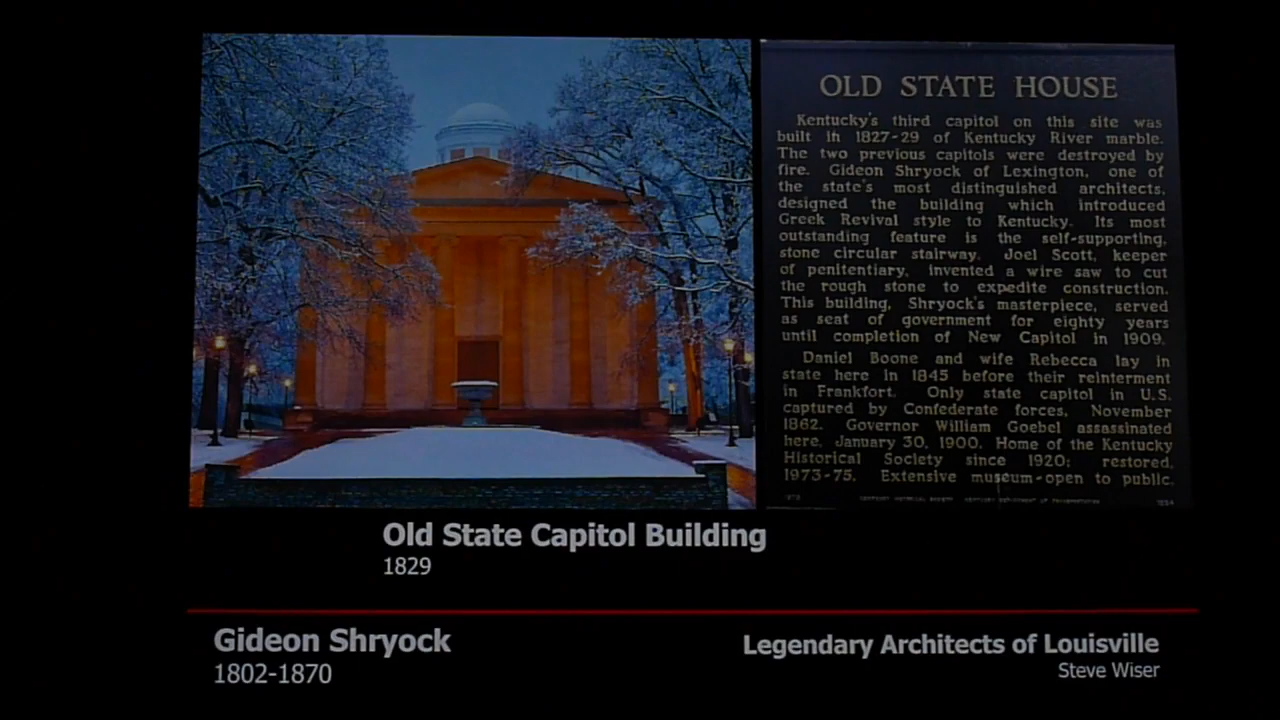 OLD STATE HOUSE
Kentucky's third capitol on this site was
built in 1827-29 of Kentucky River marble.
The two previous capitols were destroyed by
fire. Gideon Shryock of Lexington, one of
the state's most distinguished architects,
designed the building which introduced
Greek Revival style to Kentucky. Its most
outstanding feature is the self-supporting,
stone circular stairway. Joel Scott, keeper
of penitentiary, invented a wire saw to cut
the rough stone to expedite construction.
This building, Shryock's masterpiece, served
as seat of government for eighty years
until completion of New Capitol in 1909.
Daniel Boone and wife Rebecca lay in
state here in 1845 before their reinterment
in Frankfort. Only state capitol in U.S.
captured by Confederate forces, November
1862. Governor William Goebel assassinated
here, January 30, 1900. Home of the Kentucky
Historical Society since 1920; restored,
1973-75. Extensive museum-open to public.
Old State Capitol Building
1829
Gideon Shryock
1802-1870
Legendary Architects of Louisville
Steve Wiser